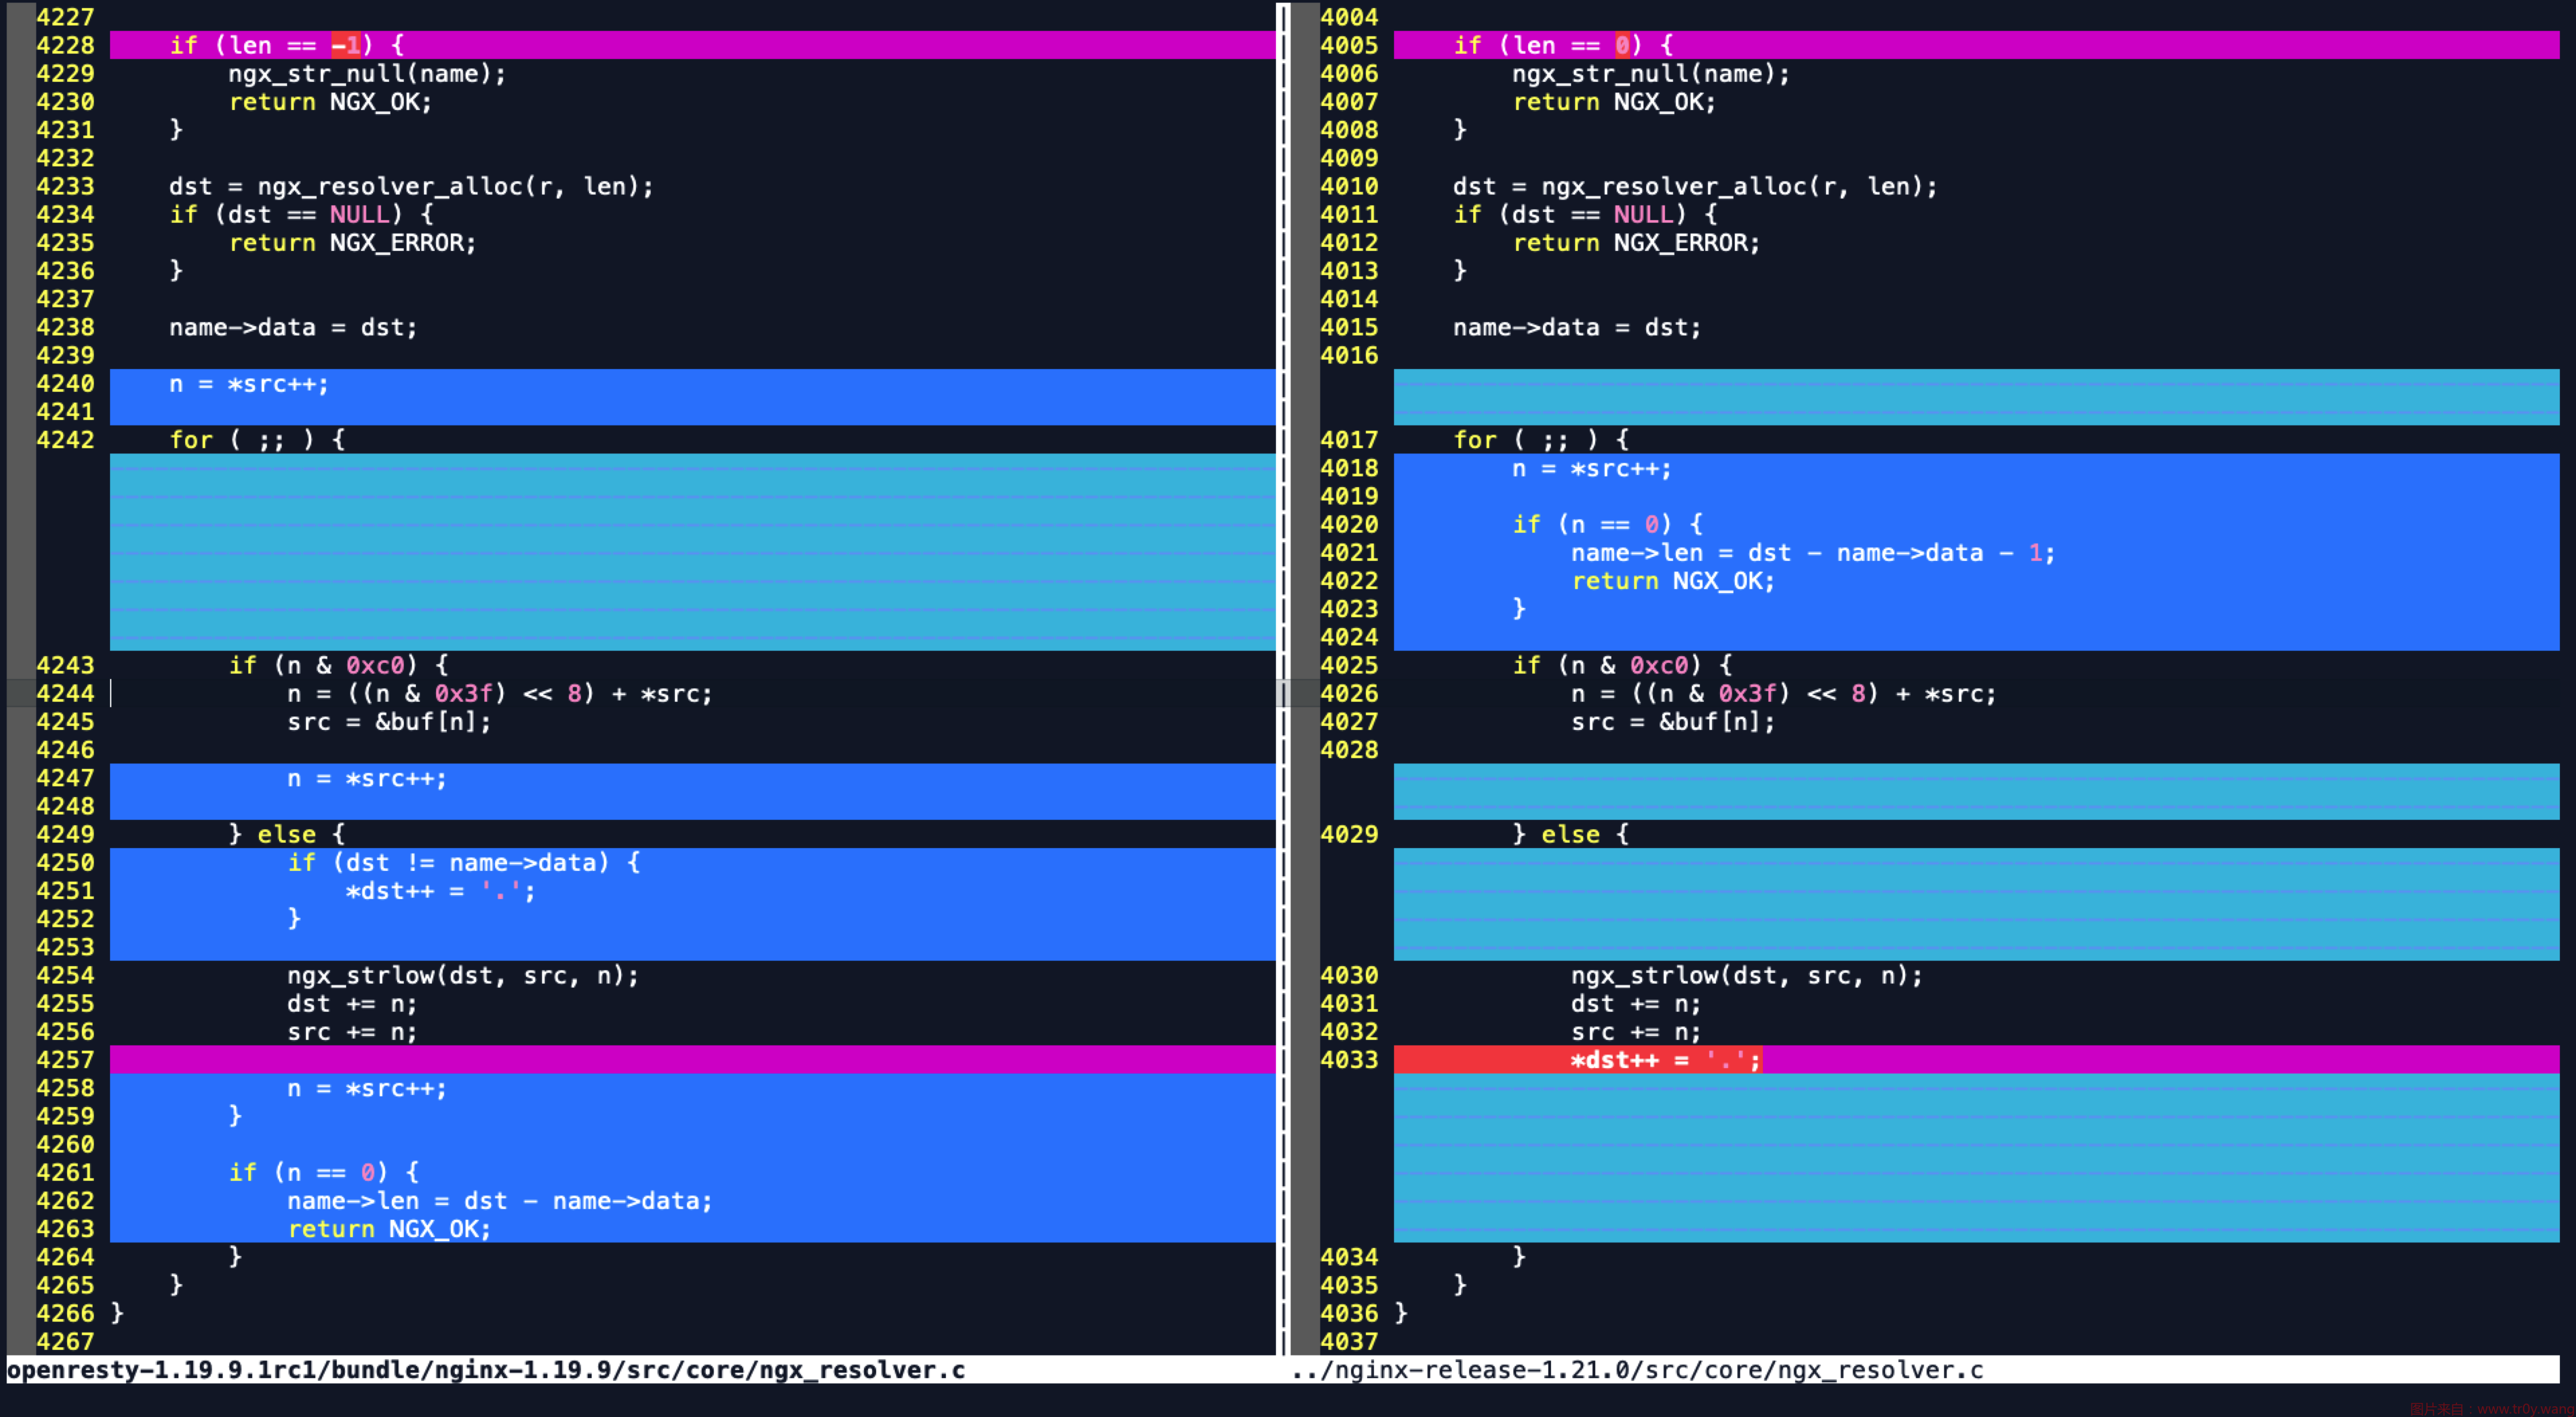 4227
4228     if (len == -1) {
4229         ngx_str_null(name);
4230         return NGX_OK;
4231     }
4232
4233     dst = ngx_resolver_alloc(r, len);
4234     if (dst == NULL) {
4235         return NGX_ERROR;
4236     }
4237
4238     name->data = dst;
4239
4240     n = *src++;
4241
4242     for ( ;; ) {
4243         if (n & 0xc0) {
4244             n = ((n & 0x3f) << 8) + *src;
4245             src = &buf[n];
4246
4247             n = *src++;
4248
4249         } else {
4250             if (dst != name->data) {
4251                 *dst++ = '.';
4252             }
4253
4254             ngx_strlow(dst, src, n);
4255             dst += n;
4256             src += n;
4257
4258             n = *src++;
4259         }
4260
4261         if (n == 0) {
4262             name->len = dst - name->data;
4263             return NGX_OK;
4264         }
4265     }
4266 }
4267
openresty-1.19.9.1rc1/bundle/nginx-1.19.9/src/core/ngx_resolver.c
4004
4005     if (len == 0) {
4006         ngx_str_null(name);
4007         return NGX_OK;
4008     }
4009
4010     dst = ngx_resolver_alloc(r, len);
4011     if (dst == NULL) {
4012         return NGX_ERROR;
4013     }
4014
4015     name->data = dst;
4016
4017     for ( ;; ) {
4018         n = *src++;
4019
4020         if (n == 0) {
4021             name->len = dst - name->data - 1;
4022             return NGX_OK;
4023         }
4024
4025         if (n & 0xc0) {
4026             n = ((n & 0x3f) << 8) + *src;
4027             src = &buf[n];
4028
4029         } else {
4030             ngx_strlow(dst, src, n);
4031             dst += n;
4032             src += n;
4033             *dst++ = '.';
4034         }
4035     }
4036 }
4037
../nginx-release-1.21.0/src/core/ngx_resolver.c
图片来自：www.tr0y.wang